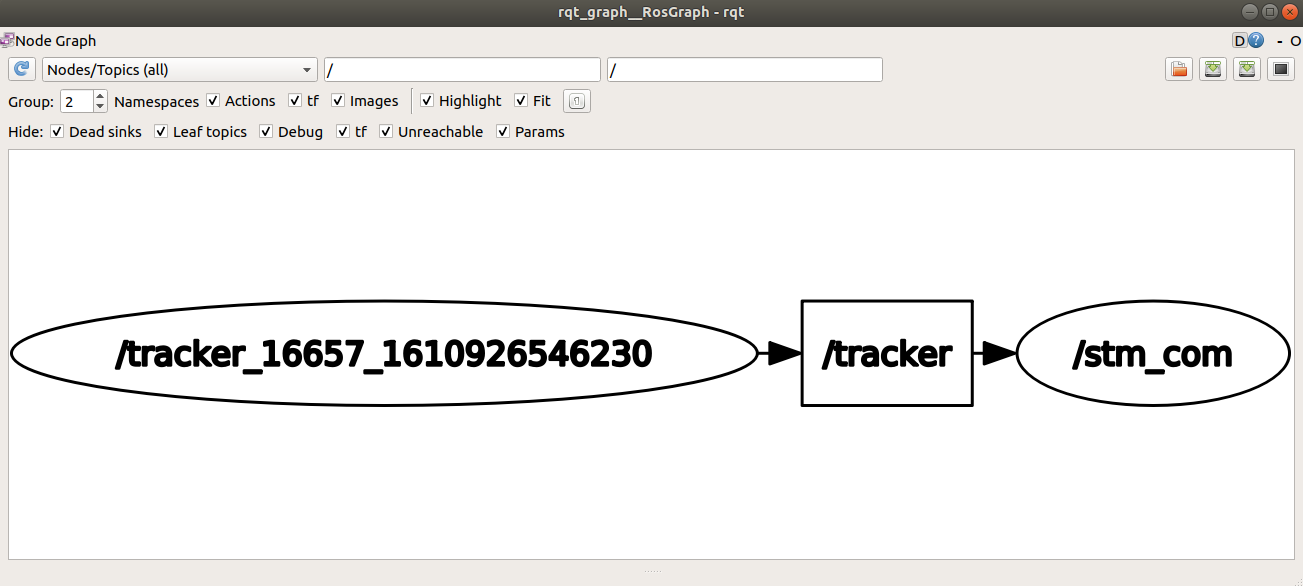 rqt_graph__RosGraph - rqt
Node Graph D ? - O
Nodes/Topics (all) / /
Group: 2 Namespaces Actions tf Images Highlight Fit
Hide: Dead sinks Leaf topics Debug tf Unreachable Params
/tracker_16657_1610926546230 /tracker /stm_com